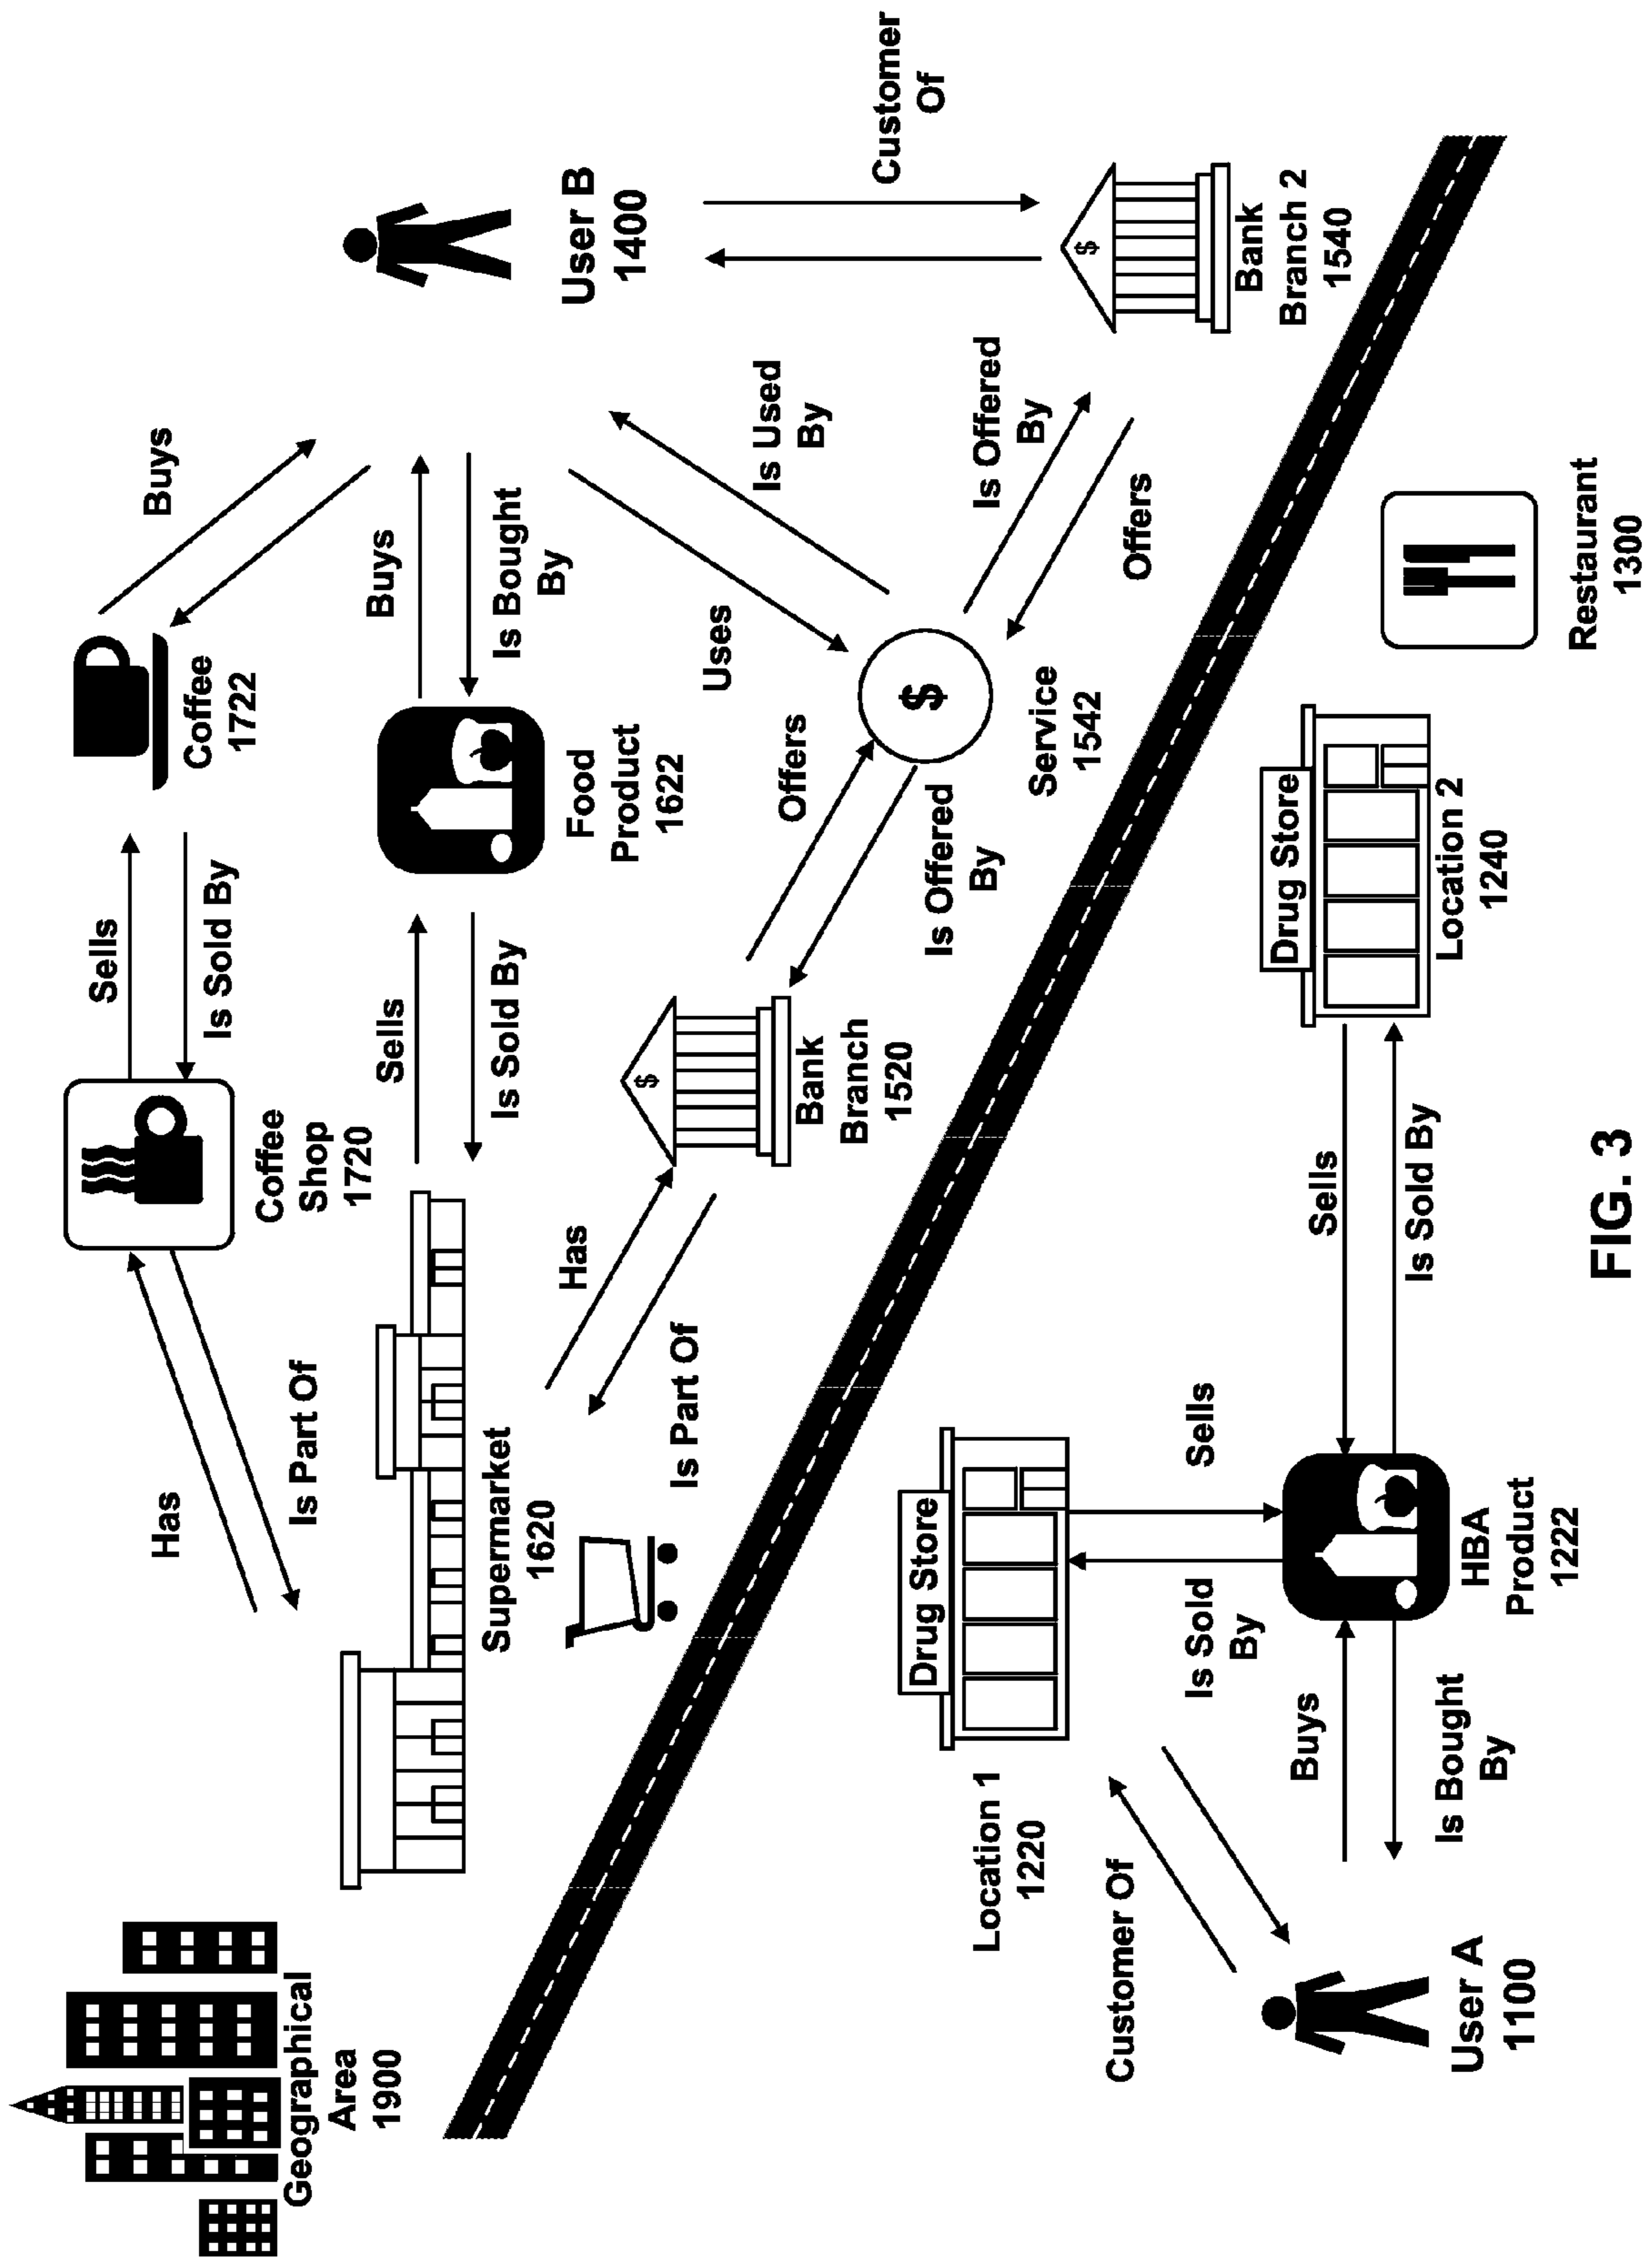 Geographical
Area
1900
Has
Is Part Of
Coffee
Shop
1720
Sells
Is Sold By
Coffee
1722
Buys
Supermarket
1620
Sells
Is Sold By
Food
Product
1622
Buys
Is Bought
By
User B
1400
Has
Is Part Of
$
Bank
Branch
1520
Offers
Is Offered
By
$
Service
1542
Uses
Is Used
By
Is Offered
By
Offers
Customer
Of
$
Bank
Branch 2
1540
Drug Store
Location 1
1220
Customer Of
User A
1100
Is Sold
By
Sells
Buys
Is Bought
By
HBA
Product
1222
Sells
Is Sold By
Drug Store
Location 2
1240
Restaurant
1300
FIG. 3